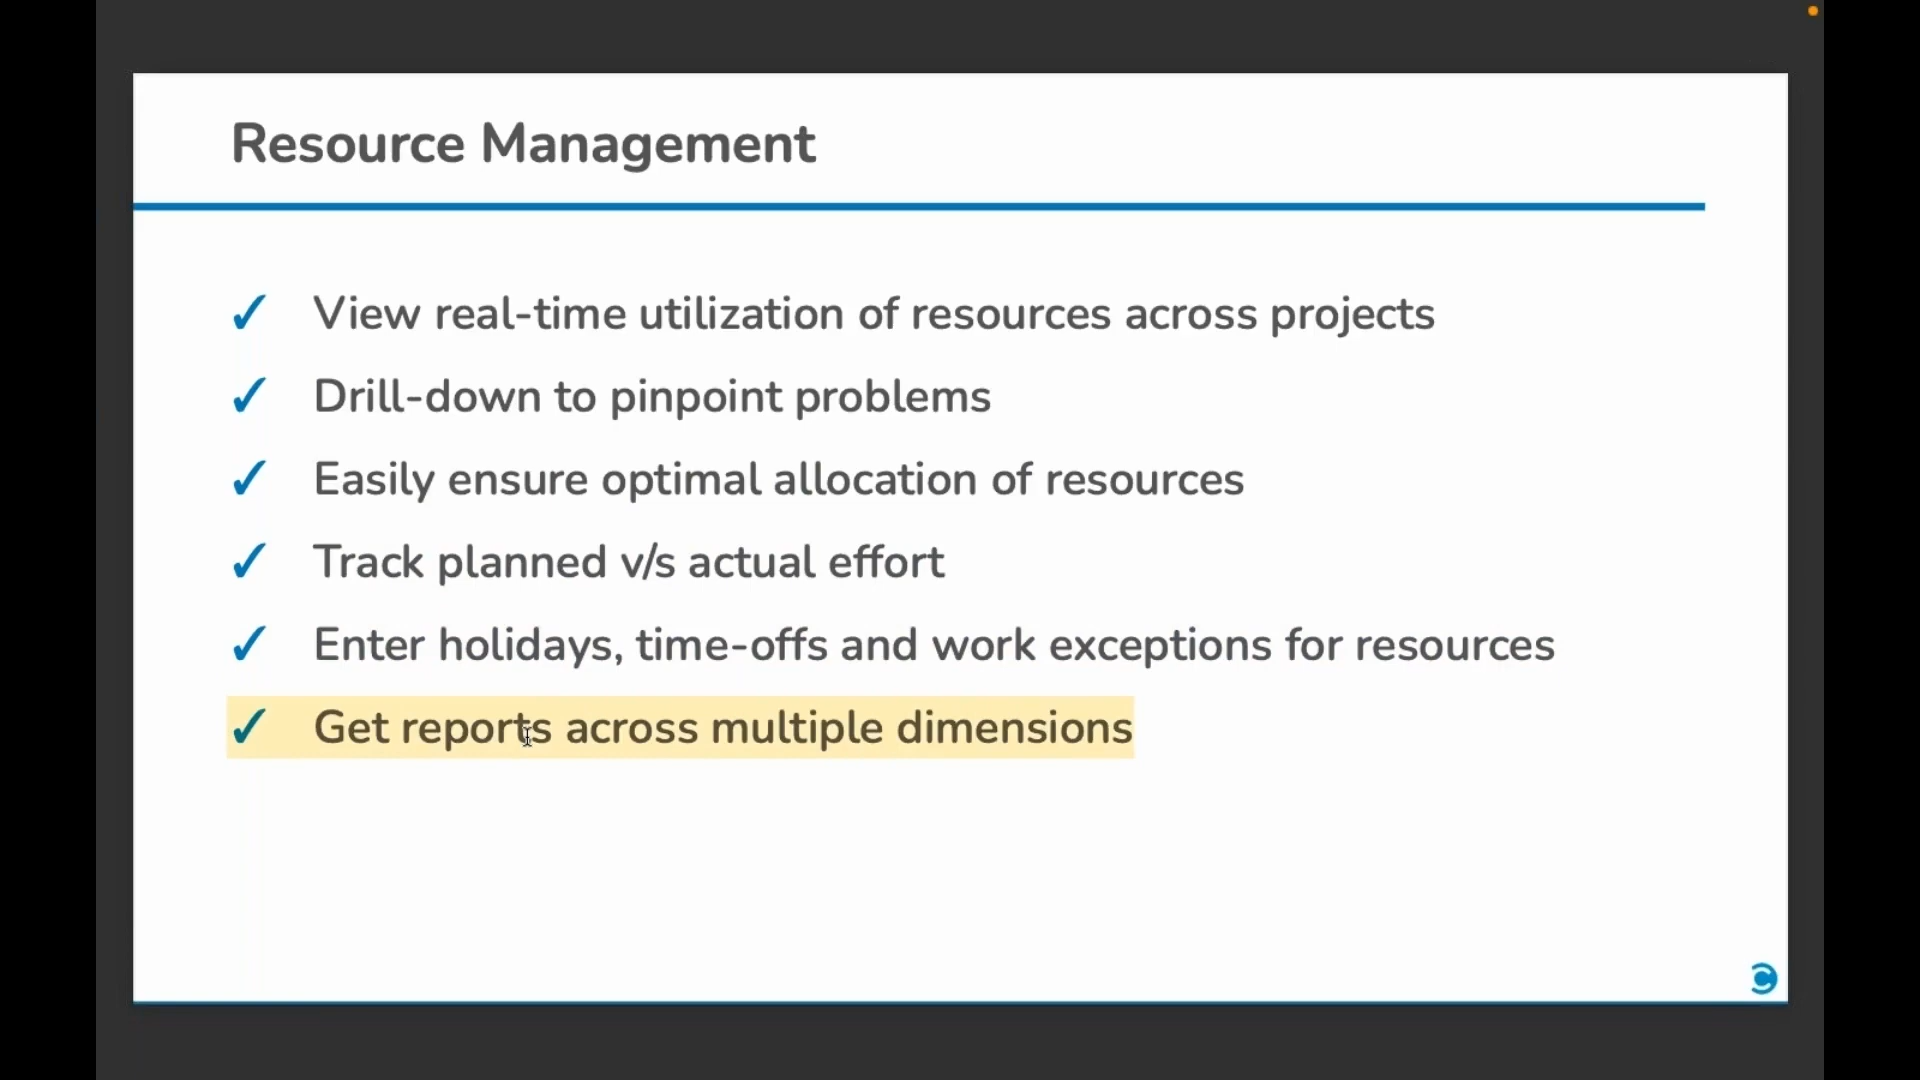 Resource Management
✓ View real-time utilization of resources across projects
✓ Drill-down to pinpoint problems
✓ Easily ensure optimal allocation of resources
✓ Track planned v/s actual effort
✓ Enter holidays, time-offs and work exceptions for resources
✓ Get reports across multiple dimensions